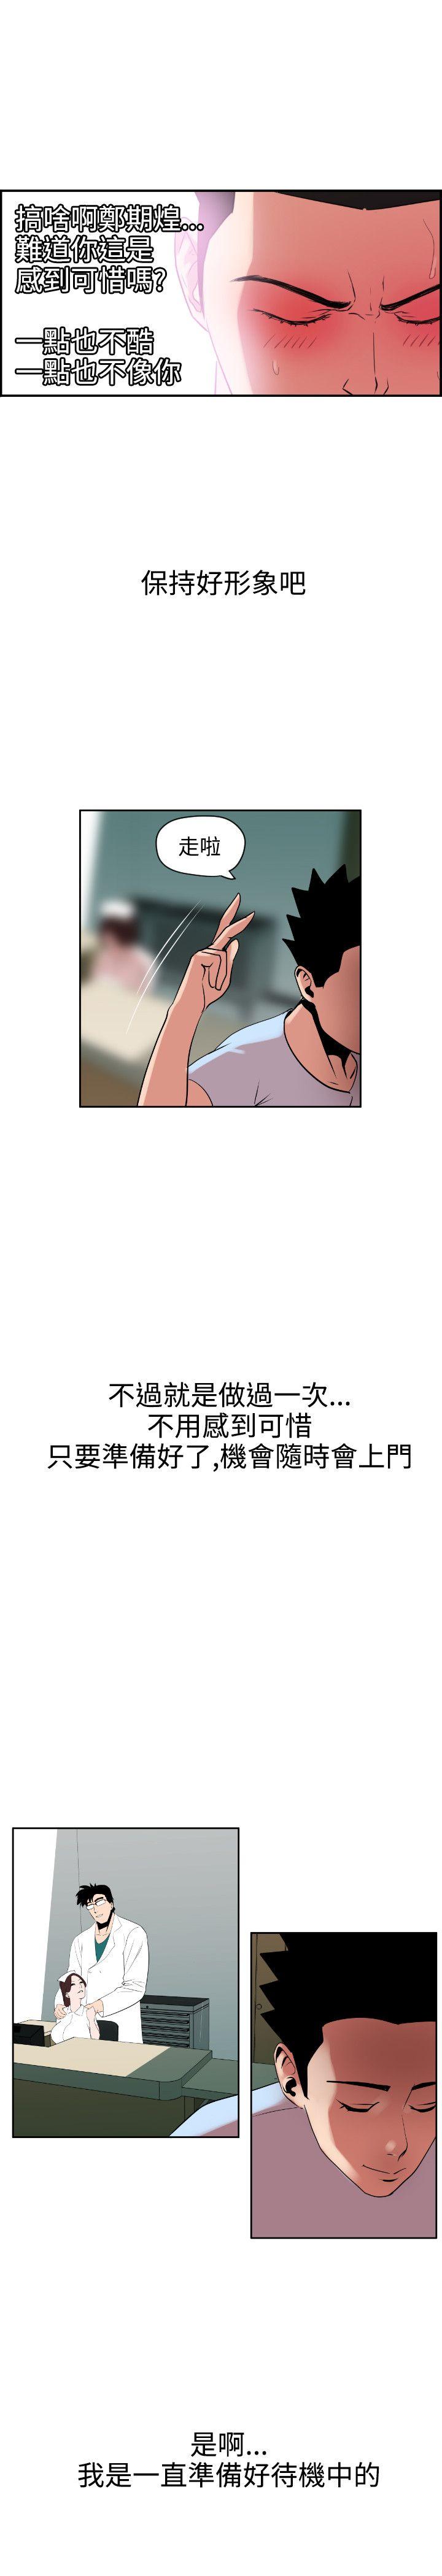 搞啥啊鄭期煌...
難道你這是
感到可惜嗎?
一點也不酷
一點也不像你
保持好形象吧
走啦
不過就是做過一次...
不用感到可惜
只要準備好了,機會隨時會上門
是啊...
我是一直準備好待機中的